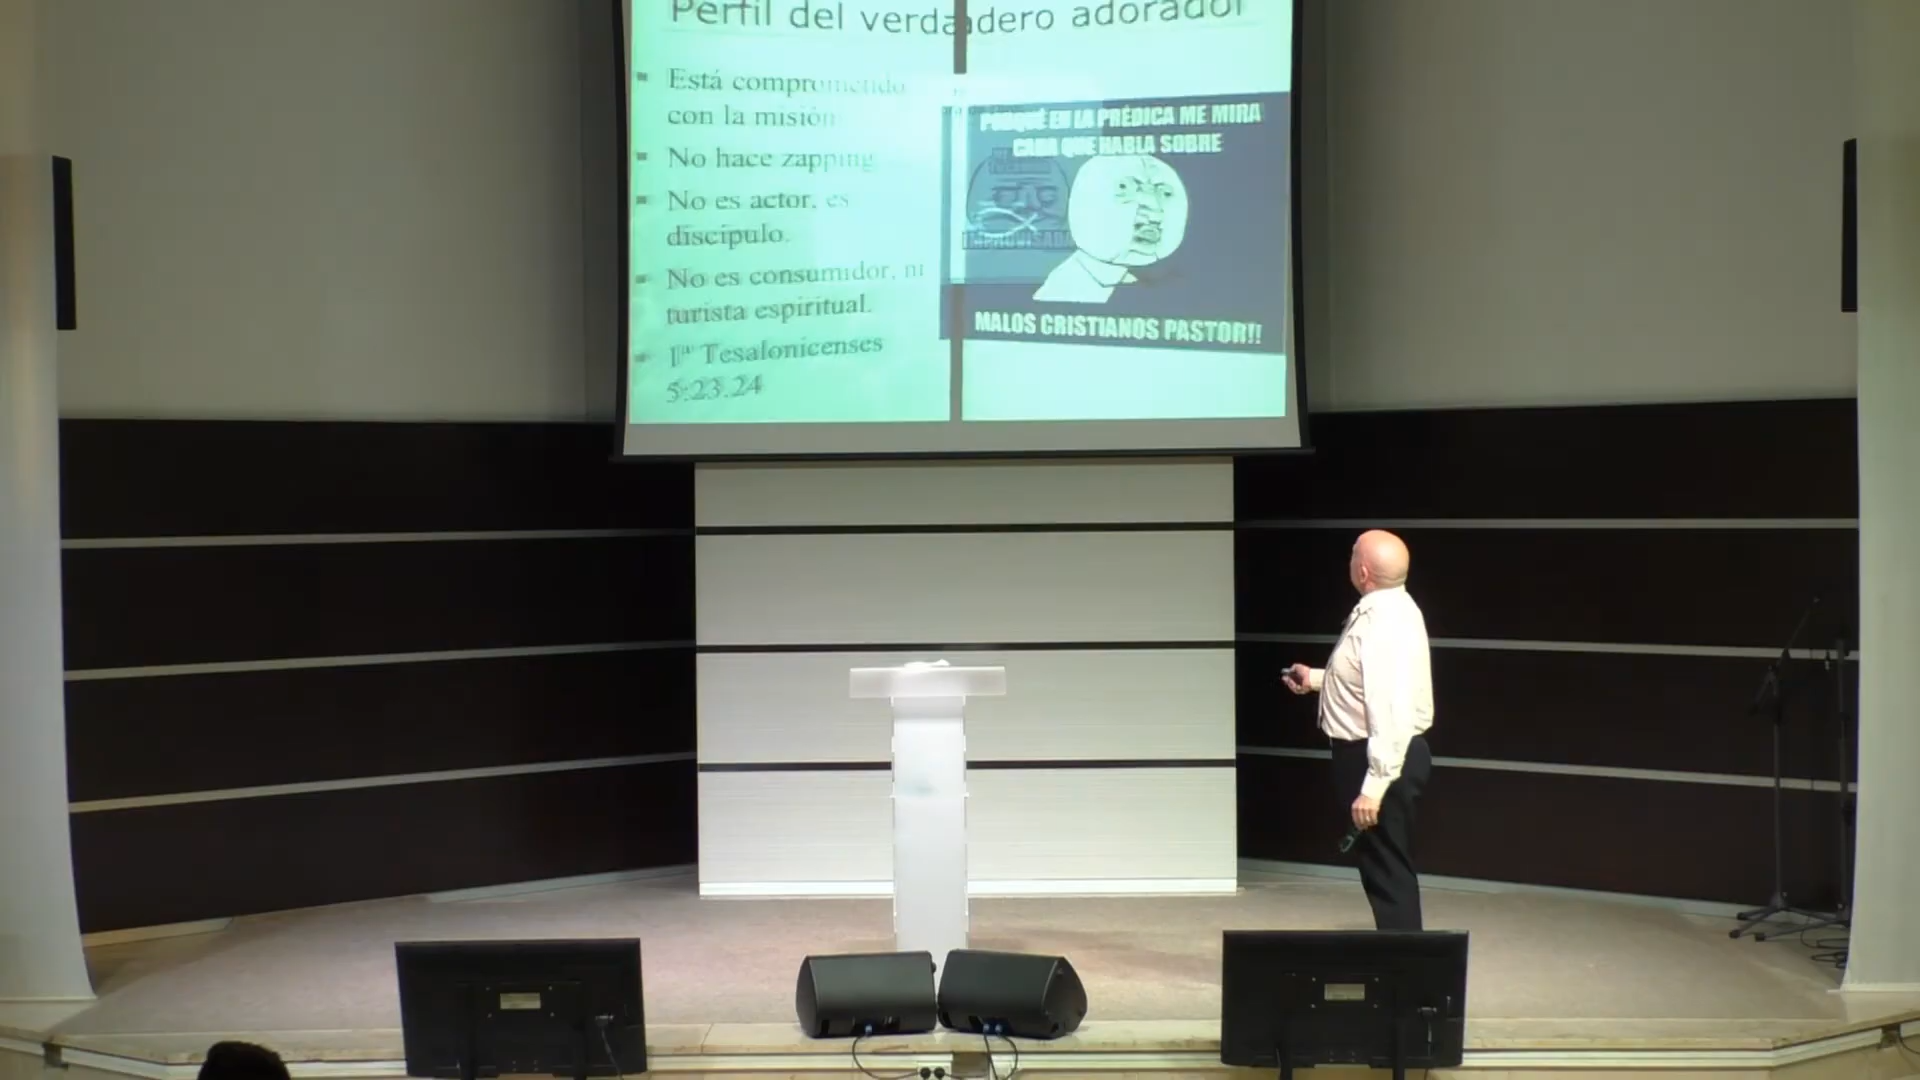 Perfil del verdadero adorador
Está comprometido
con la misión
No hace zapping
No es actor, es
discípulo.
No es consumidor, ni
turista espiritual.
1ª Tesalonicenses
5:23.24
EN LA PRÉDICA ME MIRA
CADA QUE HABLA SOBRE
IMPROVISADA
MALOS CRISTIANOS PASTOR!!